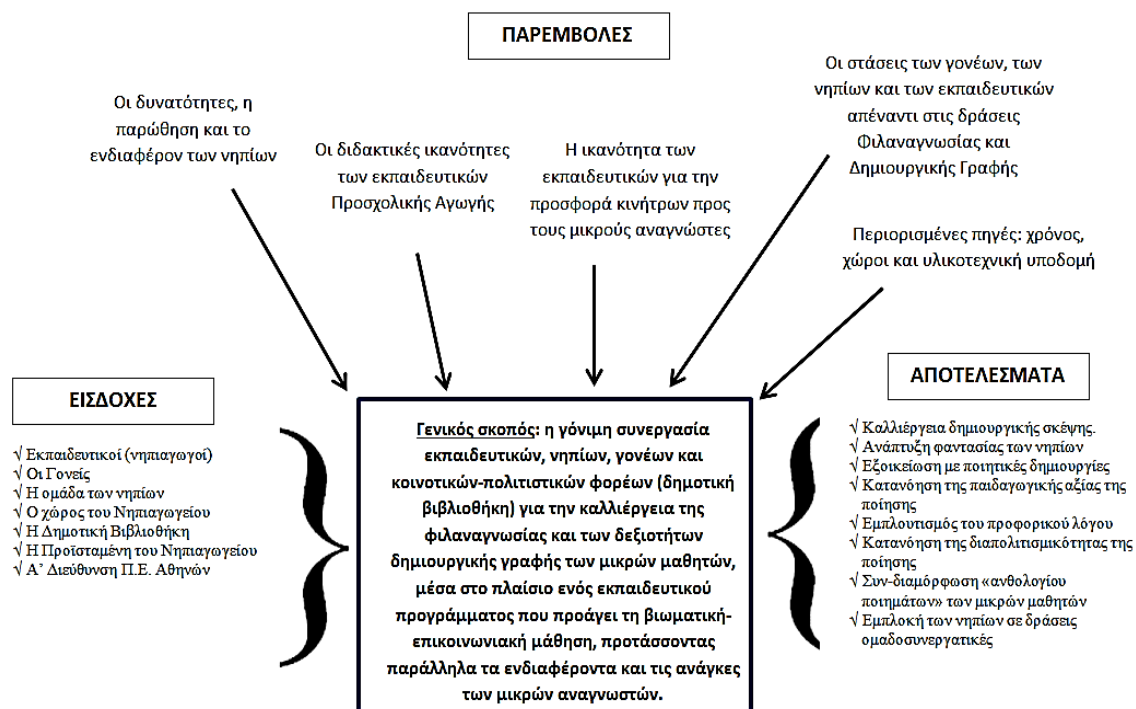 ΠΑΡΕΜΒΟΛΕΣ
Οι δυνατότητες, η
παρώθηση και το
ενδιαφέρον των νηπίων
Οι διδακτικές ικανότητες
των εκπαιδευτικών
Προσχολικής Αγωγής
Η ικανότητα των
εκπαιδευτικών για την
προσφορά κινήτρων προς
τους μικρούς αναγνώστες
Οι στάσεις των γονέων, των
νηπίων και των εκπαιδευτικών
απέναντι στις δράσεις
Φιλαναγνωσίας και
Δημιουργικής Γραφής
Περιορισμένες πηγές: χρόνος,
χώροι και υλικοτεχνική υποδομή
ΕΙΣΔΟΧΕΣ
√ Εκπαιδευτικοί (νηπιαγωγοί)
√ Οι Γονείς
√ Η ομάδα των νηπίων
√ Ο χώρος του Νηπιαγωγείου
√ Η Δημοτική Βιβλιοθήκη
√ Η Προϊσταμένη του Νηπιαγωγείου
√ Α’ Διεύθυνση Π.Ε. Αθηνών
Γενικός σκοπός: η γόνιμη συνεργασία
εκπαιδευτικών, νηπίων, γονέων και
κοινοτικών-πολιτιστικών φορέων (δημοτική
βιβλιοθήκη) για την καλλιέργεια της
φιλαναγνωσίας και των δεξιοτήτων
δημιουργικής γραφής των μικρών μαθητών,
μέσα στο πλαίσιο ενός εκπαιδευτικού
προγράμματος που προάγει τη βιωματική-
επικοινωνιακή μάθηση, προτάσσοντας
παράλληλα τα ενδιαφέροντα και τις ανάγκες
των μικρών αναγνωστών.
ΑΠΟΤΕΛΕΣΜΑΤΑ
√ Καλλιέργεια δημιουργικής σκέψης.
√ Ανάπτυξη φαντασίας των νηπίων
√ Εξοικείωση με ποιητικές δημιουργίες
√ Κατανόηση της παιδαγωγικής αξίας της
ποίησης
√ Εμπλουτισμός του προφορικού λόγου
√ Κατανόηση της διαπολιτισμικότητας της
ποίησης
√ Συν-διαμόρφωση «ανθολογίου
ποιημάτων» των μικρών μαθητών
√ Εμπλοκή των νηπίων σε δράσεις
ομαδοσυνεργατικές